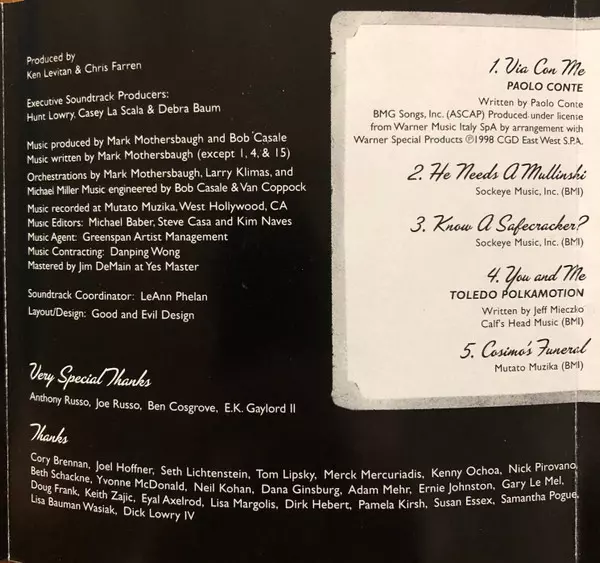 Produced by
Ken Levitan & Chris Farren
Executive Soundtrack Producers:
Hunt Lowry, Casey La Scala & Debra Baum
Music produced by Mark Mothersbaugh and Bob Casale
Music written by Mark Mothersbaugh (except 1, 4, & 15)
Orchestrations by Mark Mothersbaugh, Larry Klimas, and
Michael Miller Music engineered by Bob Casale & Van Coppock
Music recorded at Mutato Muzika, West Hollywood, CA
Music Editors: Michael Baber, Steve Casa and Kim Naves
Music Agent: Greenspan Artist Management
Music Contracting: Danping Wong
Mastered by Jim DeMain at Yes Master
Soundtrack Coordinator: LeAnn Phelan
Layout/Design: Good and Evil Design
Very Special Thanks
Anthony Russo, Joe Russo, Ben Cosgrove, E.K. Gaylord II
Thanks
Cory Brennan, Joel Hoffner, Seth Lichtenstein, Tom Lipsky, Merck Mercuriadis, Kenny Ochoa, Nick Pirovano,
Beth Schackne, Yvonne McDonald, Neil Kohan, Dana Ginsburg, Adam Mehr, Ernie Johnston, Gary Le Mel,
Doug Frank, Keith Zajic, Eyal Axelrod, Lisa Margolis, Dirk Hebert, Pamela Kirsh, Susan Essex, Samantha Pogue,
Lisa Bauman Wasiak, Dick Lowry IV
1. Via Con Me
PAOLO CONTE
Written by Paolo Conte
BMG Songs, Inc. (ASCAP) Produced under license
from Warner Music Italy SpA by arrangement with
Warner Special Products ℗1998 CGD East West S.P.A.
2. He Needs A Mullinski
Sockeye Music, Inc. (BMI)
3. Know A Safecracker?
Sockeye Music, Inc. (BMI)
4. You and Me
TOLEDO POLKAMOTION
Written by Jeff Mieczko
Calf's Head Music (BMI)
5. Cosimo's Funeral
Mutato Muzika (BMI)